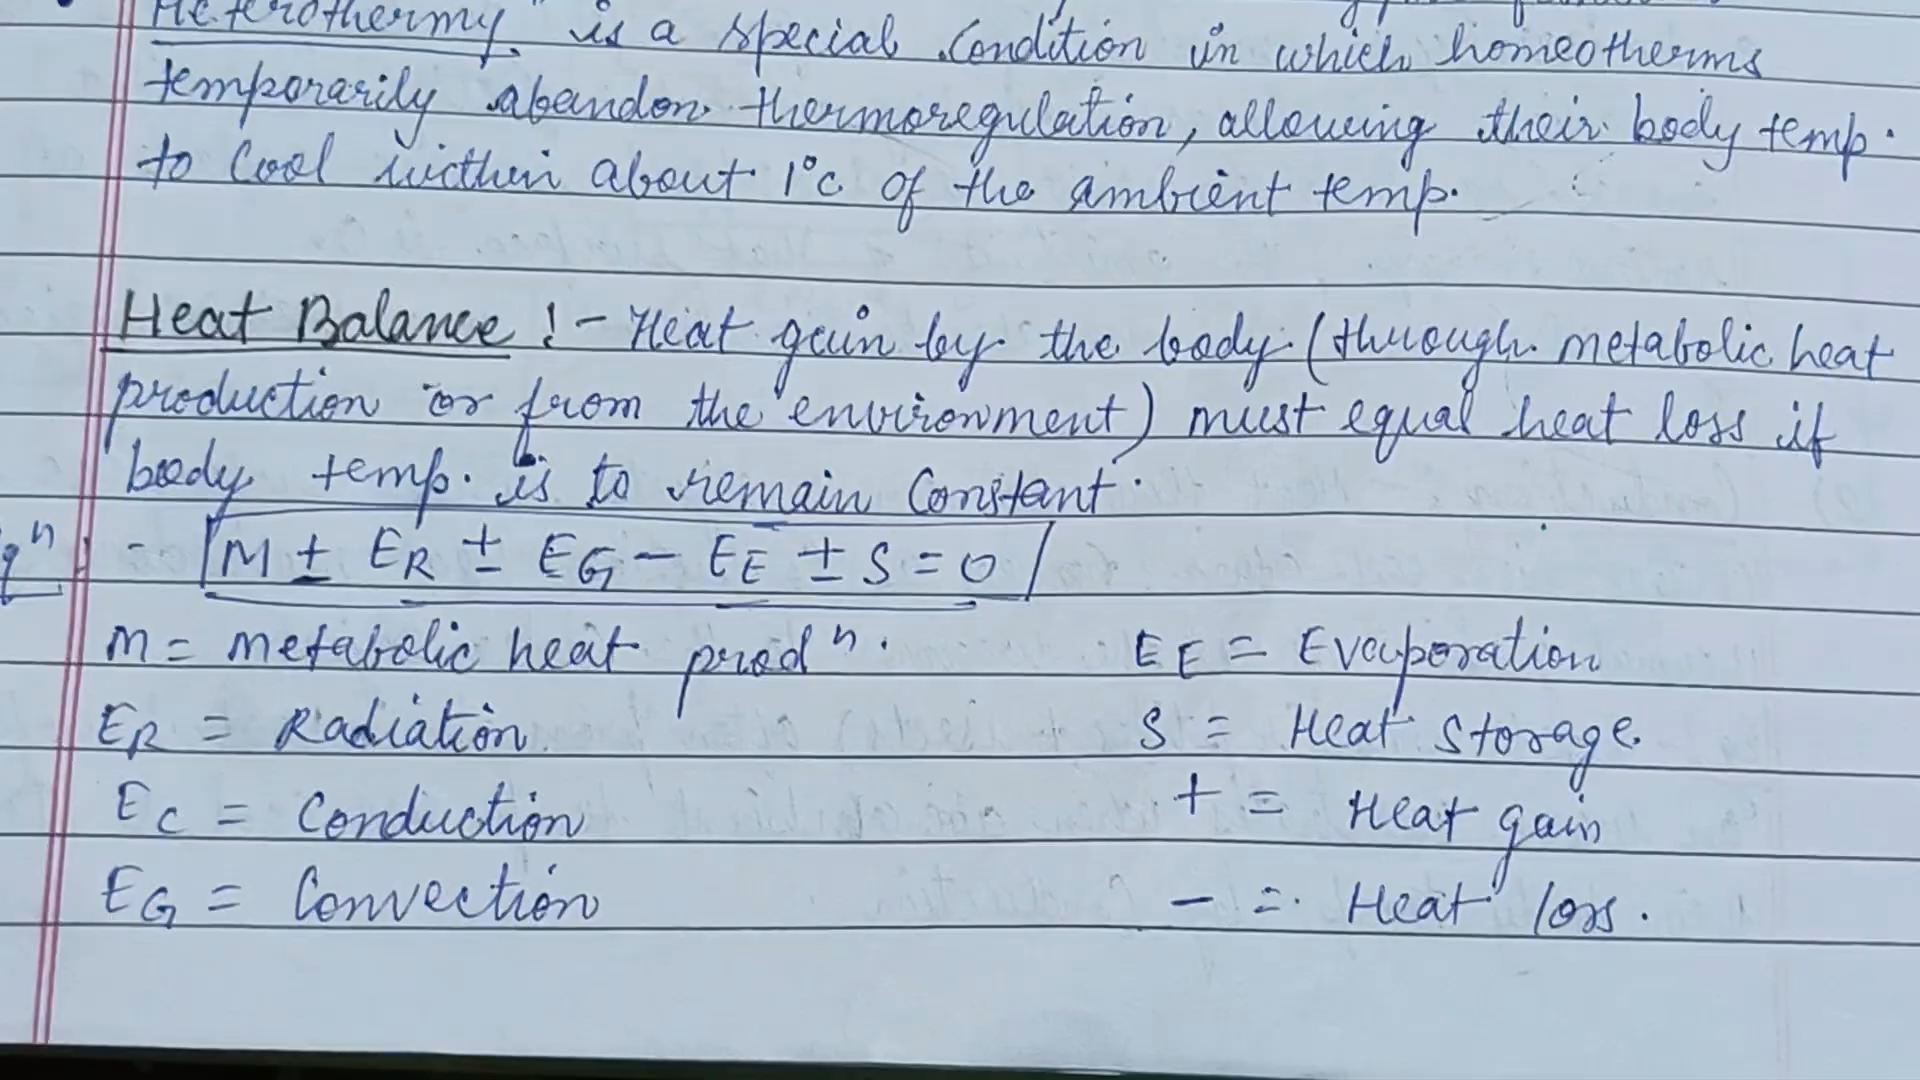 Heterothermy" is a special condition in which homeotherms
temporarily abandon thermoregulation, allowing their body temp.
to cool within about 1°c of the ambient temp.
Heat Balance :- Heat gain by the body (through metabolic heat
production or from the environment) must equal heat loss if
body temp. is to remain constant.
qⁿ := M ± ER ± EG − EE ± S = 0
M = metabolic heat prodⁿ. EE = Evaporation
ER = Radiation S = Heat Storage.
EC = Conduction + = Heat gain
EG = Convection − = Heat loss.